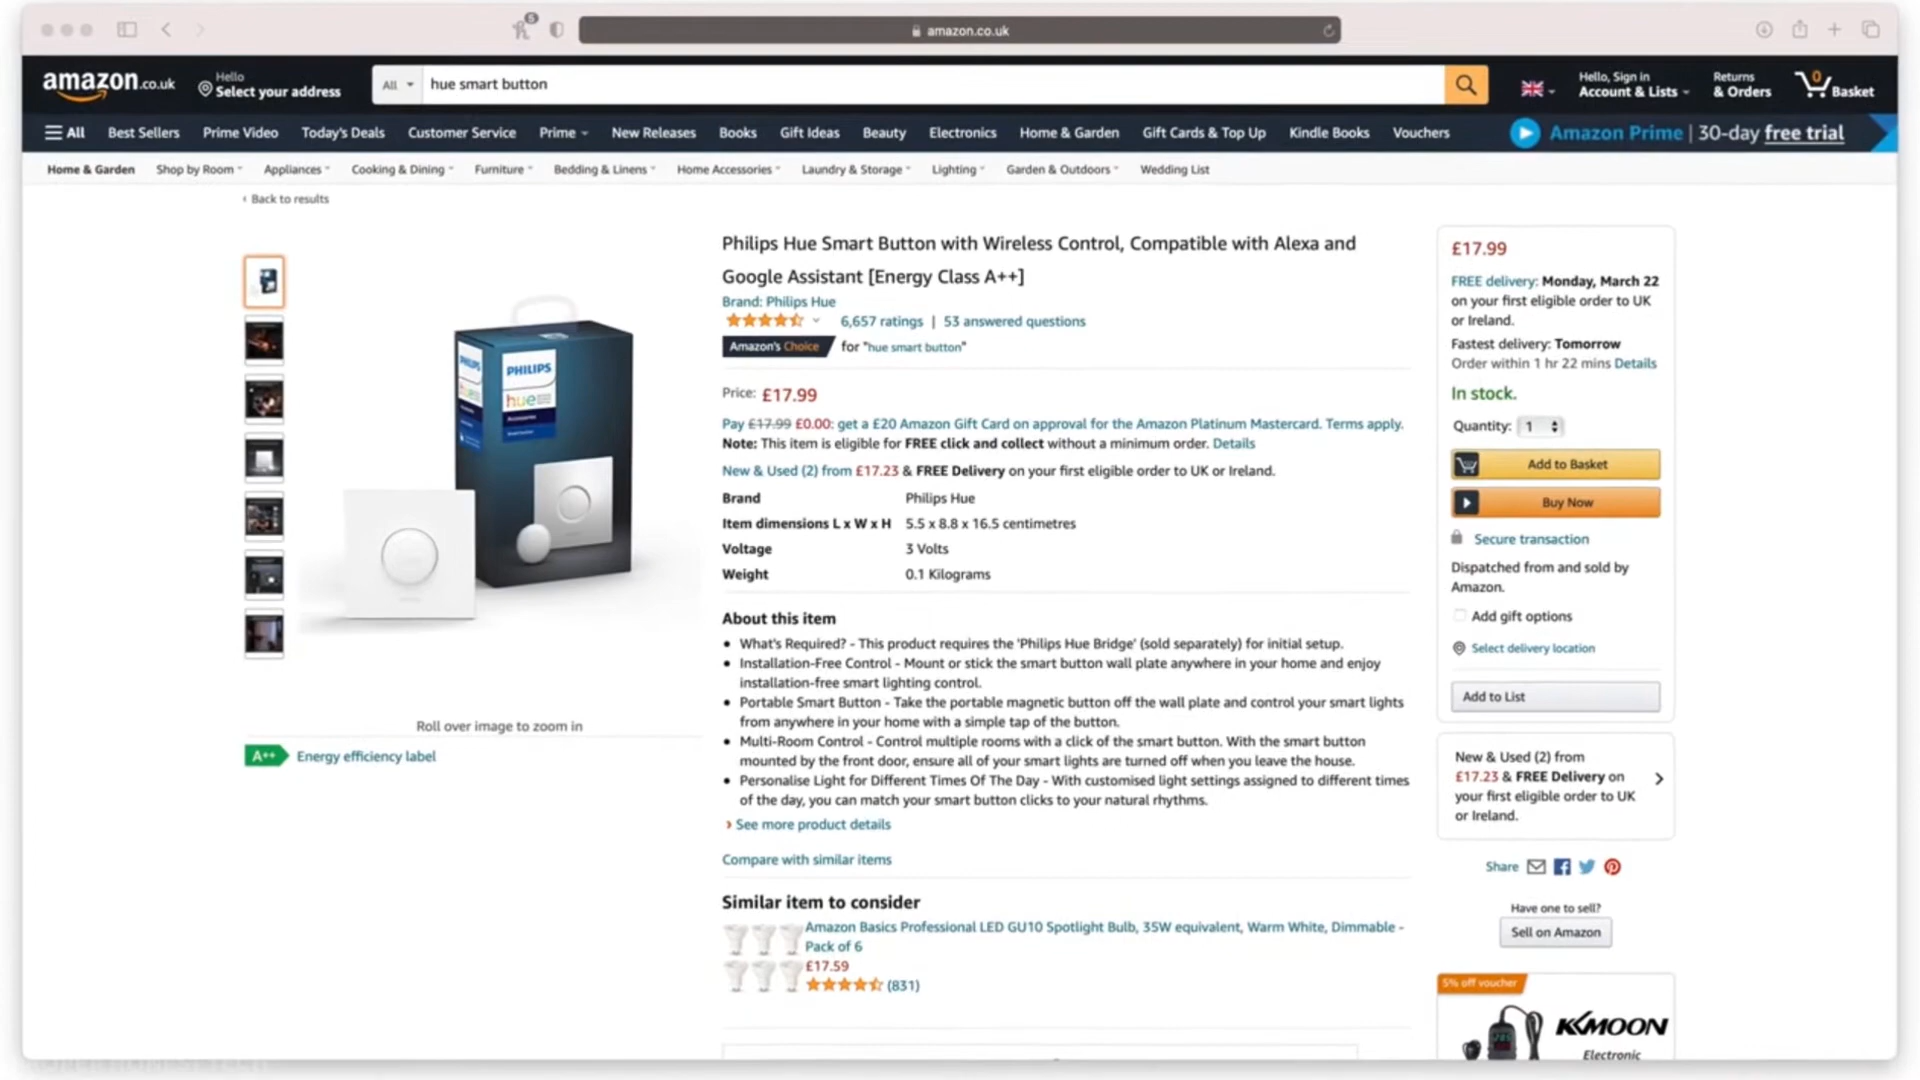 amazon.co.uk
amazon.co.uk
Hello
Select your address
All
hue smart button
Hello, Sign in
Account & Lists
Returns
& Orders
0
Basket
All
Best Sellers
Prime Video
Today's Deals
Customer Service
Prime
New Releases
Books
Gift Ideas
Beauty
Electronics
Home & Garden
Gift Cards & Top Up
Kindle Books
Vouchers
Amazon Prime | 30-day free trial
Home & Garden
Shop by Room
Appliances
Cooking & Dining
Furniture
Bedding & Linens
Home Accessories
Laundry & Storage
Lighting
Garden & Outdoors
Wedding List
Back to results
PHILIPS
PHILIPS
hue
Roll over image to zoom in
A++
Energy efficiency label
Philips Hue Smart Button with Wireless Control, Compatible with Alexa and
Google Assistant [Energy Class A++]
Brand: Philips Hue
6,657 ratings | 53 answered questions
Amazon's Choice for "hue smart button"
Price: £17.99
Pay £17.99 £0.00: get a £20 Amazon Gift Card on approval for the Amazon Platinum Mastercard. Terms apply.
Note: This item is eligible for FREE click and collect without a minimum order. Details
New & Used (2) from £17.23 & FREE Delivery on your first eligible order to UK or Ireland.
Brand Philips Hue
Item dimensions L x W x H 5.5 x 8.8 x 16.5 centimetres
Voltage 3 Volts
Weight 0.1 Kilograms
About this item
• What's Required? - This product requires the 'Philips Hue Bridge' (sold separately) for initial setup.
• Installation-Free Control - Mount or stick the smart button wall plate anywhere in your home and enjoy
installation-free smart lighting control.
• Portable Smart Button - Take the portable magnetic button off the wall plate and control your smart lights
from anywhere in your home with a simple tap of the button.
• Multi-Room Control - Control multiple rooms with a click of the smart button. With the smart button
mounted by the front door, ensure all of your smart lights are turned off when you leave the house.
• Personalise Light for Different Times Of The Day - With customised light settings assigned to different times
of the day, you can match your smart button clicks to your natural rhythms.
See more product details
Compare with similar items
Similar item to consider
Amazon Basics Professional LED GU10 Spotlight Bulb, 35W equivalent, Warm White, Dimmable -
Pack of 6
£17.59
(831)
£17.99
FREE delivery: Monday, March 22
on your first eligible order to UK
or Ireland.
Fastest delivery: Tomorrow
Order within 1 hr 22 mins Details
In stock.
Quantity: 1
Add to Basket
Buy Now
Secure transaction
Dispatched from and sold by
Amazon.
Add gift options
Select delivery location
Add to List
New & Used (2) from
£17.23 & FREE Delivery on
your first eligible order to UK
or Ireland.
Share
Have one to sell?
Sell on Amazon
5% off voucher
KKMOON
Electronic